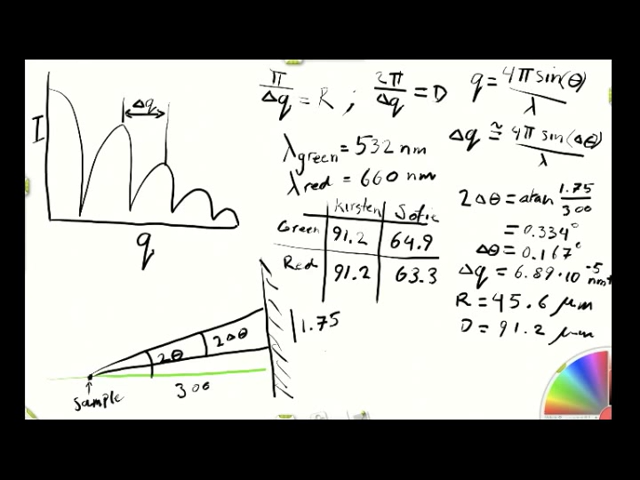 I
Δq
q
π/Δq = R ; 2π/Δq = D
λgreen = 532 nm
λred = 660 nm
Kirsten Sofie
Green 91.2 64.9
Red 91.2 63.3
q = 4π sin(θ)/λ
Δq ≅ 4π sin(Δθ)/λ
2Δθ = atan 1.75/300
= 0.334°
Δθ = 0.167°
Δq = 6.89·10⁻⁵ nm⁻¹
R = 45.6 μm
D = 91.2 μm
2θ
2Δθ
1.75
300
Sample